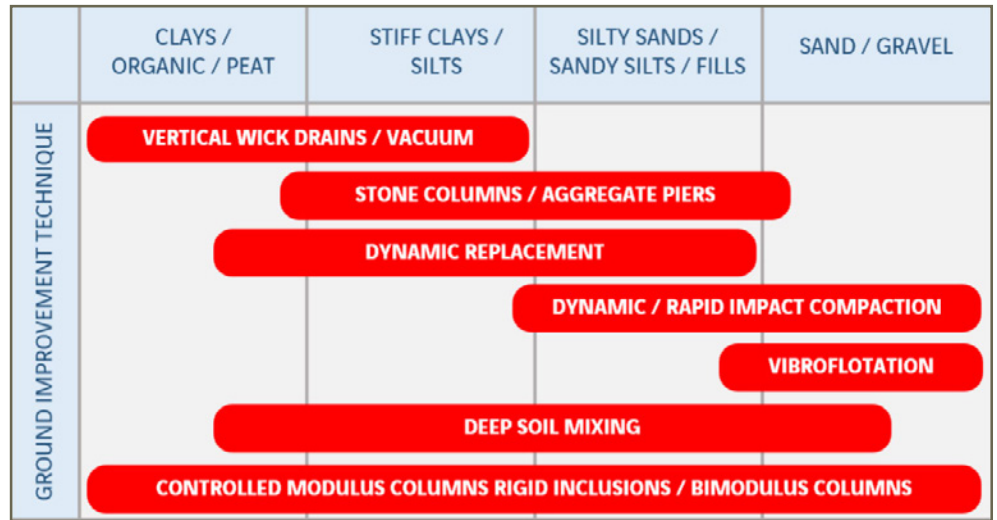 CLAYS /
ORGANIC / PEAT
STIFF CLAYS /
SILTS
SILTY SANDS /
SANDY SILTS / FILLS
SAND / GRAVEL
GROUND IMPROVEMENT TECHNIQUE
VERTICAL WICK DRAINS / VACUUM
STONE COLUMNS / AGGREGATE PIERS
DYNAMIC REPLACEMENT
DYNAMIC / RAPID IMPACT COMPACTION
VIBROFLOTATION
DEEP SOIL MIXING
CONTROLLED MODULUS COLUMNS RIGID INCLUSIONS / BIMODULUS COLUMNS